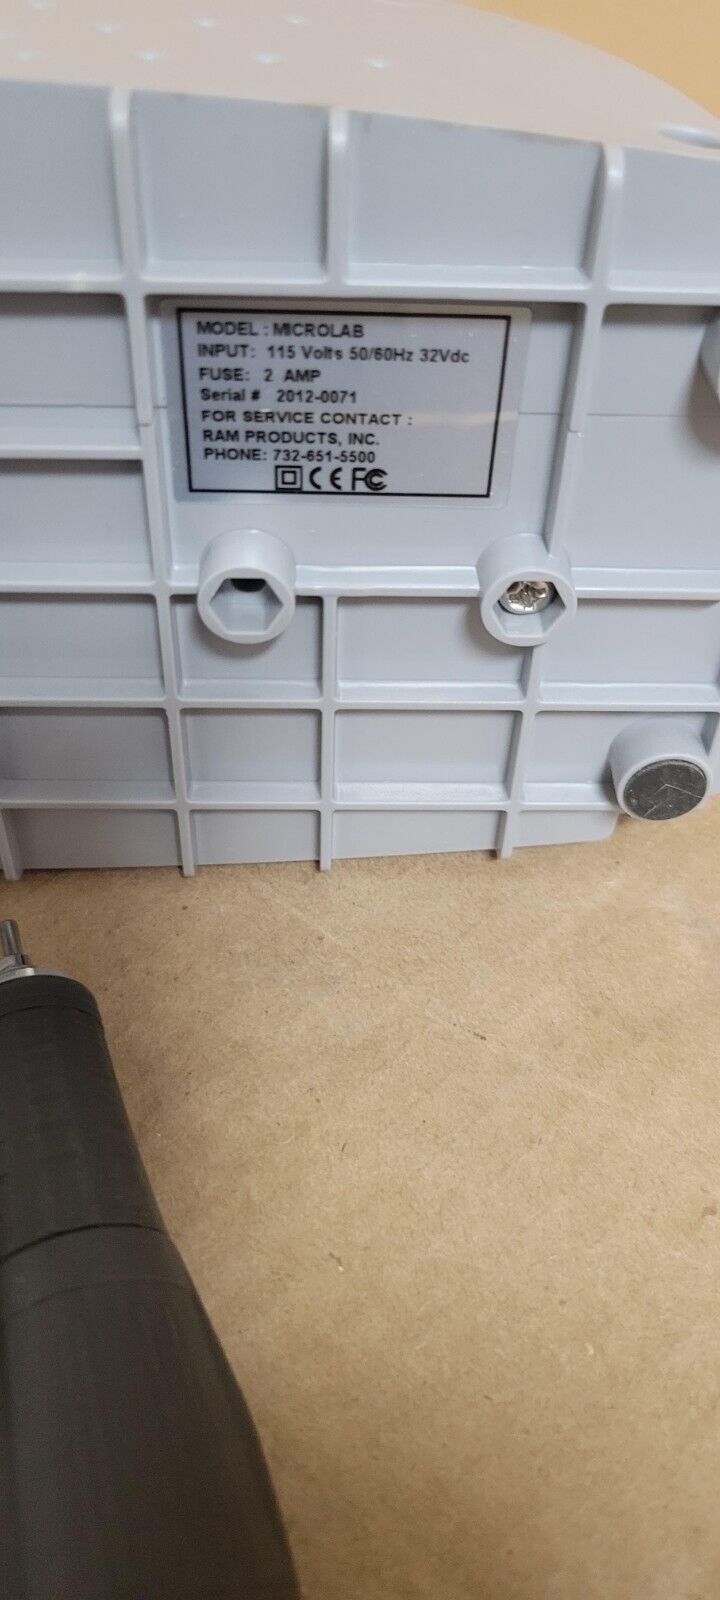 MODEL : MICROLAB
INPUT: 115 Volts 50/60Hz 32Vdc
FUSE: 2 AMP
Serial # 2012-0071
FOR SERVICE CONTACT :
RAM PRODUCTS, INC.
PHONE: 732-651-5500
CE FC